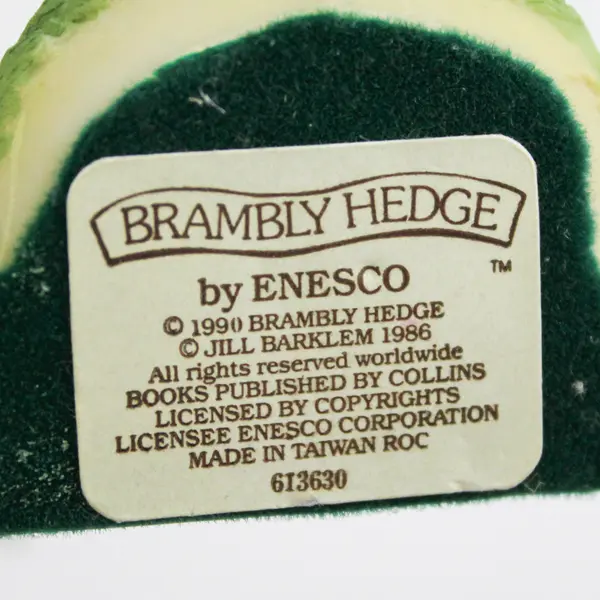 BRAMBLY HEDGE
TM
by ENESCO
© 1990 BRAMBLY HEDGE
© JILL BARKLEM 1986
All rights reserved worldwide
BOOKS PUBLISHED BY COLLINS
LICENSED BY COPYRIGHTS
LICENSEE ENESCO CORPORATION
MADE IN TAIWAN ROC
613630